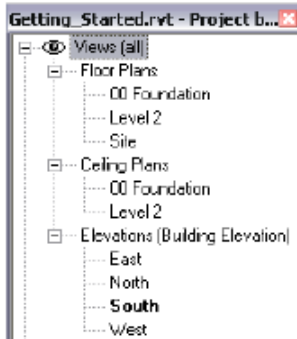 Getting_Started.rvt - Project b...
Views (all)
Floor Plans
00 Foundation
Level 2
Site
Ceiling Plans
00 Foundation
Level 2
Elevations (Building Elevation)
East
North
South
West